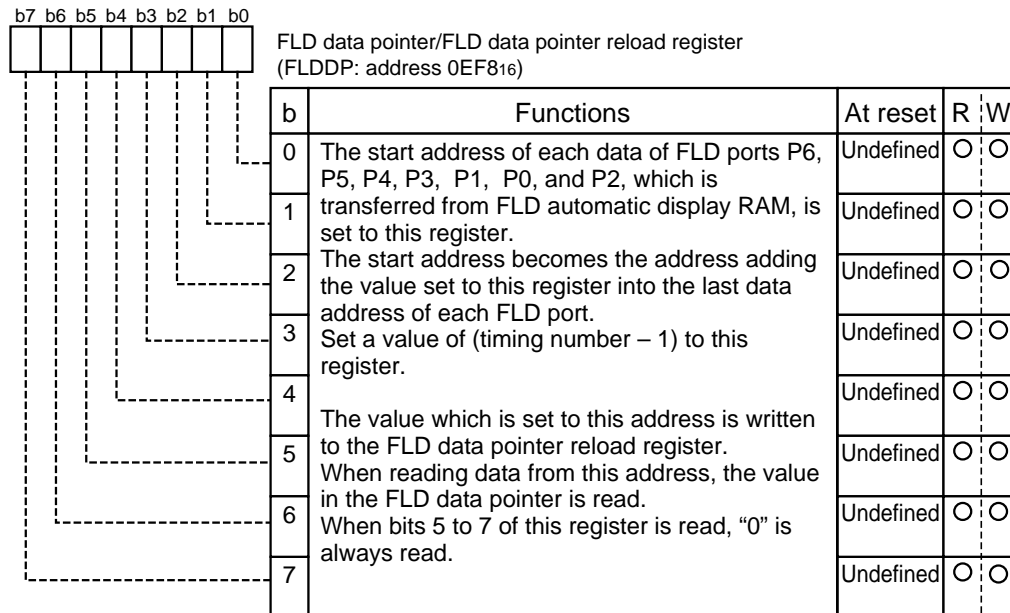 b7 b6 b5 b4 b3 b2 b1 b0
FLD data pointer/FLD data pointer reload register
(FLDDP: address 0EF816)
b Functions At reset R W
0 The start address of each data of FLD ports P6, Undefined
P5, P4, P3, P1, P0, and P2, which is
1 transferred from FLD automatic display RAM, is Undefined
set to this register.
2 The start address becomes the address adding Undefined
the value set to this register into the last data
address of each FLD port.
3 Set a value of (timing number – 1) to this Undefined
register.
4 Undefined
The value which is set to this address is written
5 to the FLD data pointer reload register. Undefined
When reading data from this address, the value
6 in the FLD data pointer is read. Undefined
When bits 5 to 7 of this register is read, “0” is
always read.
7 Undefined